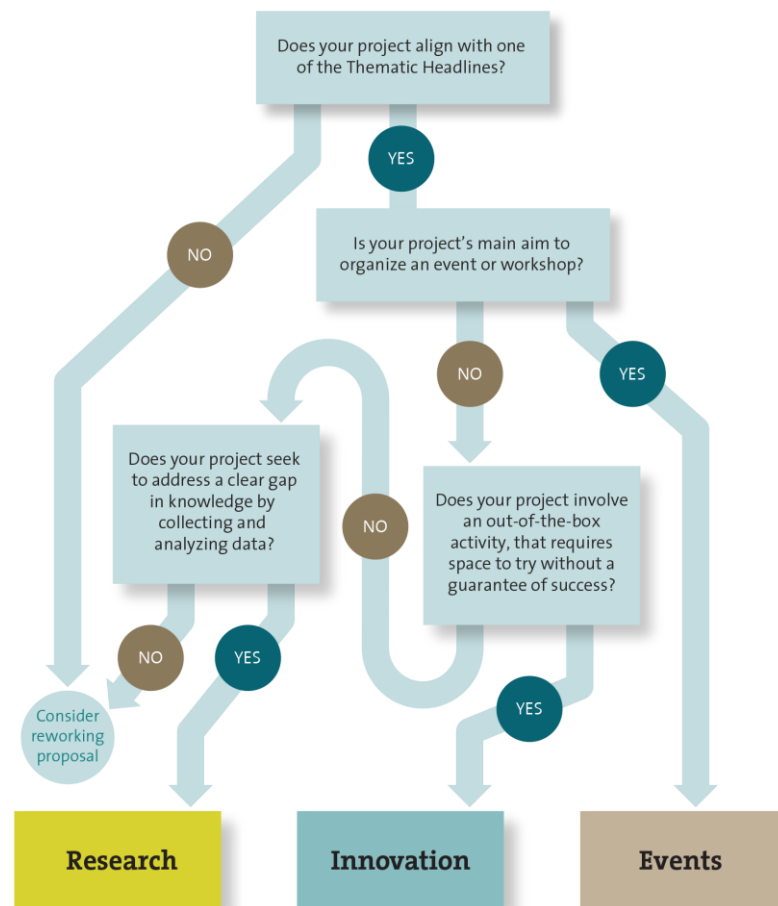 Does your project align with one
of the Thematic Headlines?
YES
NO
Is your project’s main aim to
organize an event or workshop?
NO
YES
Does your project seek
to address a clear gap
in knowledge by
collecting and
analyzing data?
NO
Does your project involve
an out-of-the-box
activity, that requires
space to try without a
guarantee of success?
NO
YES
YES
Consider
reworking
proposal
Research
Innovation
Events